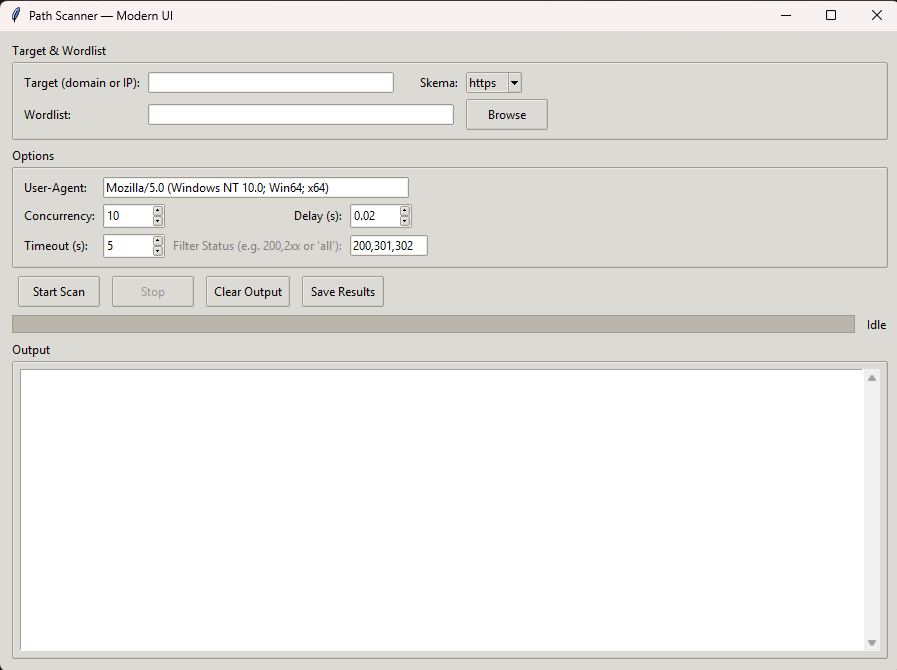 Path Scanner — Modern UI
Target & Wordlist
Target (domain or IP): Skema: https
Wordlist: Browse
Options
User-Agent: Mozilla/5.0 (Windows NT 10.0; Win64; x64)
Concurrency: 10 Delay (s): 0.02
Timeout (s): 5 Filter Status (e.g. 200,2xx or 'all'): 200,301,302
Start Scan Stop Clear Output Save Results
Idle
Output